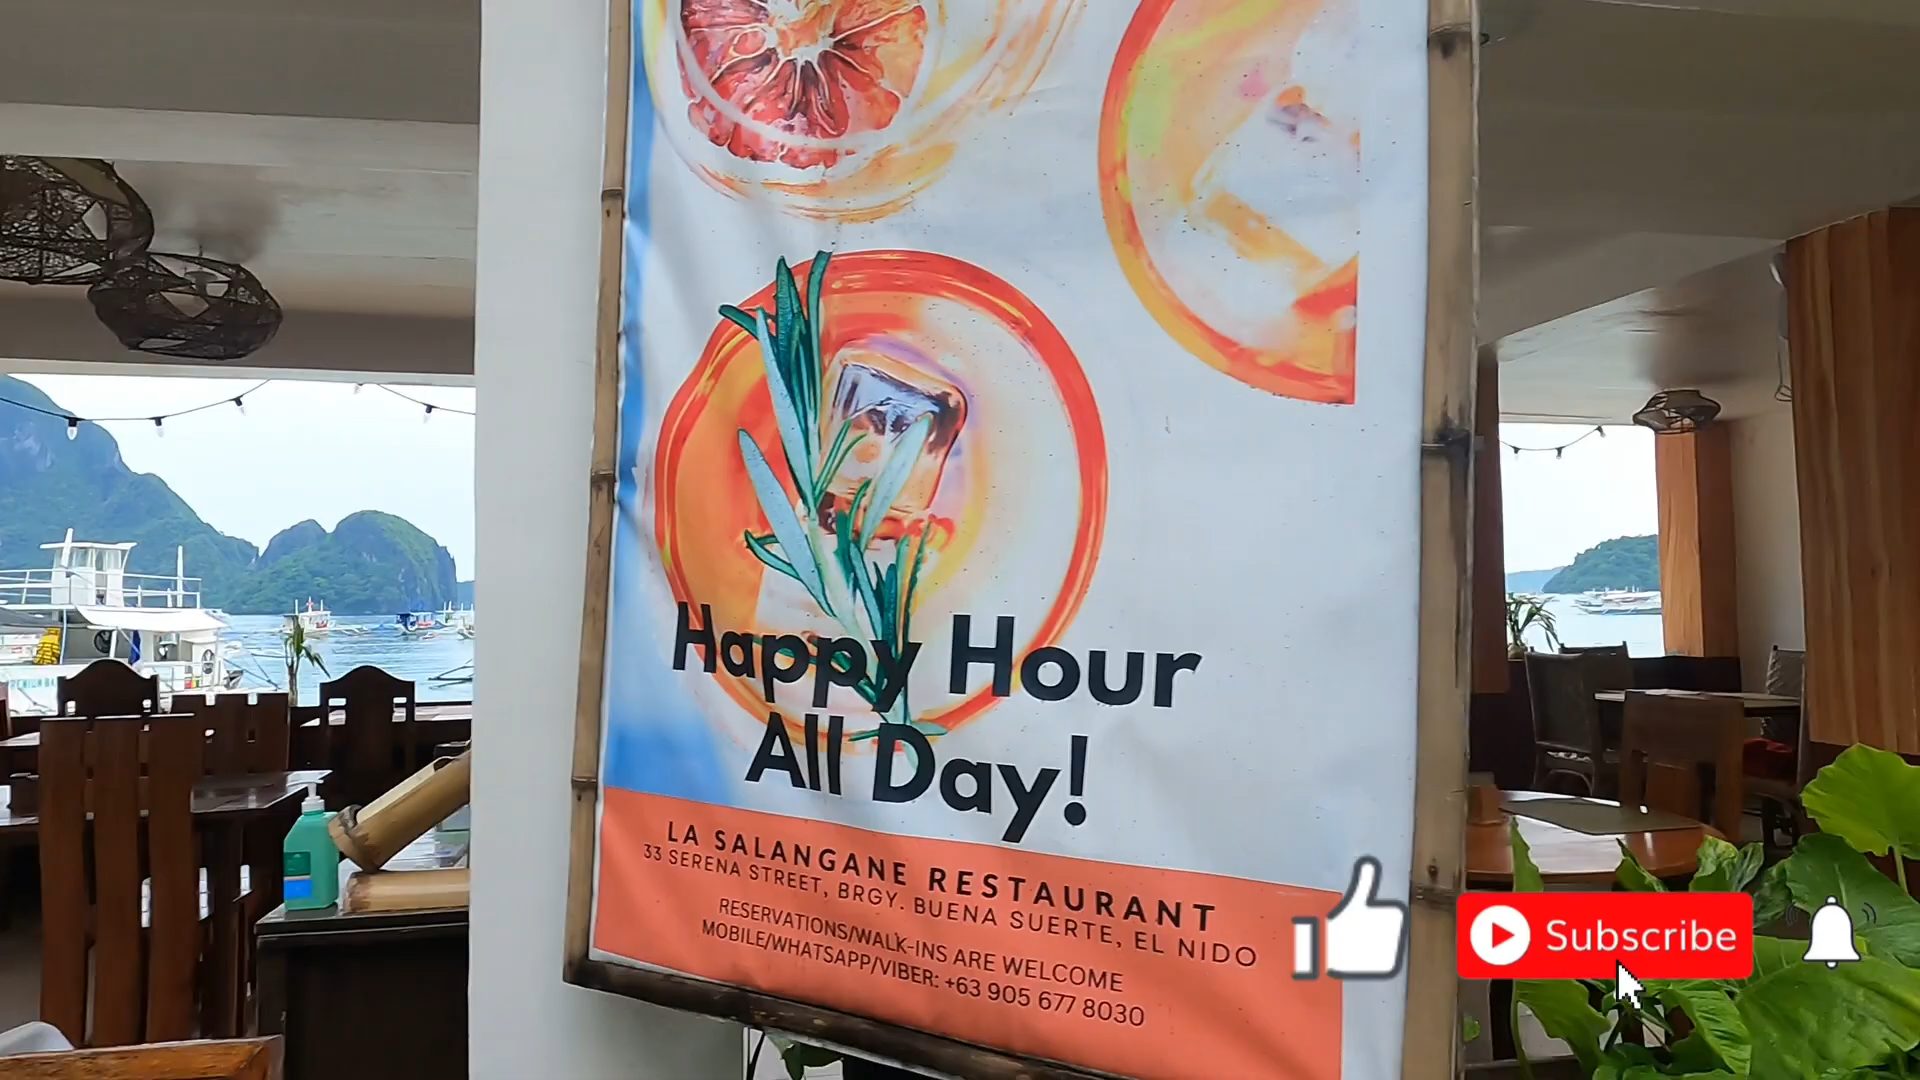 Happy Hour
All Day!
LA SALANGANE RESTAURANT
33 SERENA STREET, BRGY. BUENA SUERTE, EL NIDO
RESERVATIONS/WALK-INS ARE WELCOME
MOBILE/WHATSAPP/VIBER: +63 905 677 8030
Subscribe